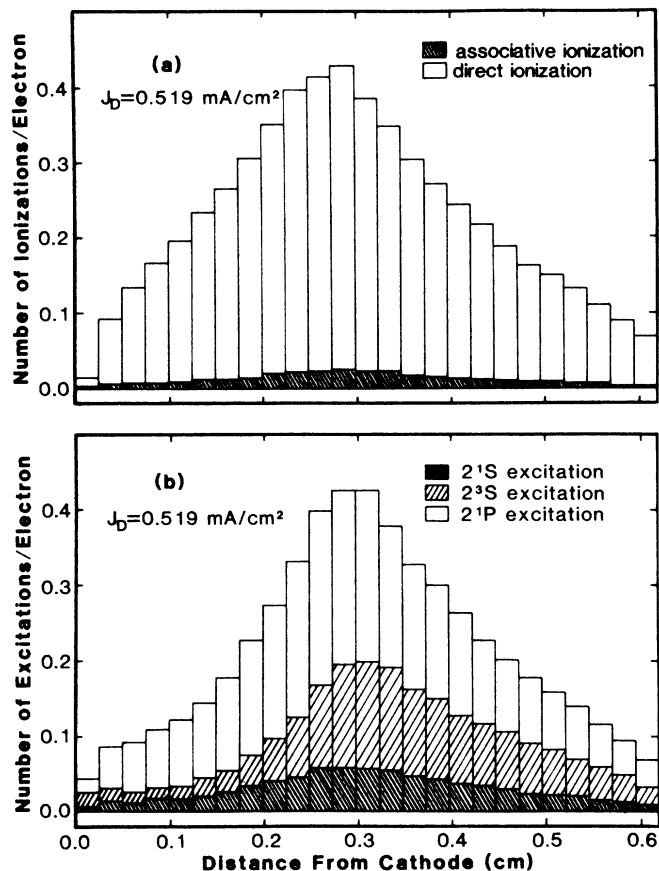 (a)
J_D=0.519 mA/cm²
associative ionization
direct ionization
Number of Ionizations/Electron
0.4
0.3
0.2
0.1
0.0
(b)
J_D=0.519 mA/cm²
2¹S excitation
2³S excitation
2¹P excitation
Number of Excitations/Electron
0.4
0.3
0.2
0.1
0.0
0.0 0.1 0.2 0.3 0.4 0.5 0.6
Distance From Cathode (cm)